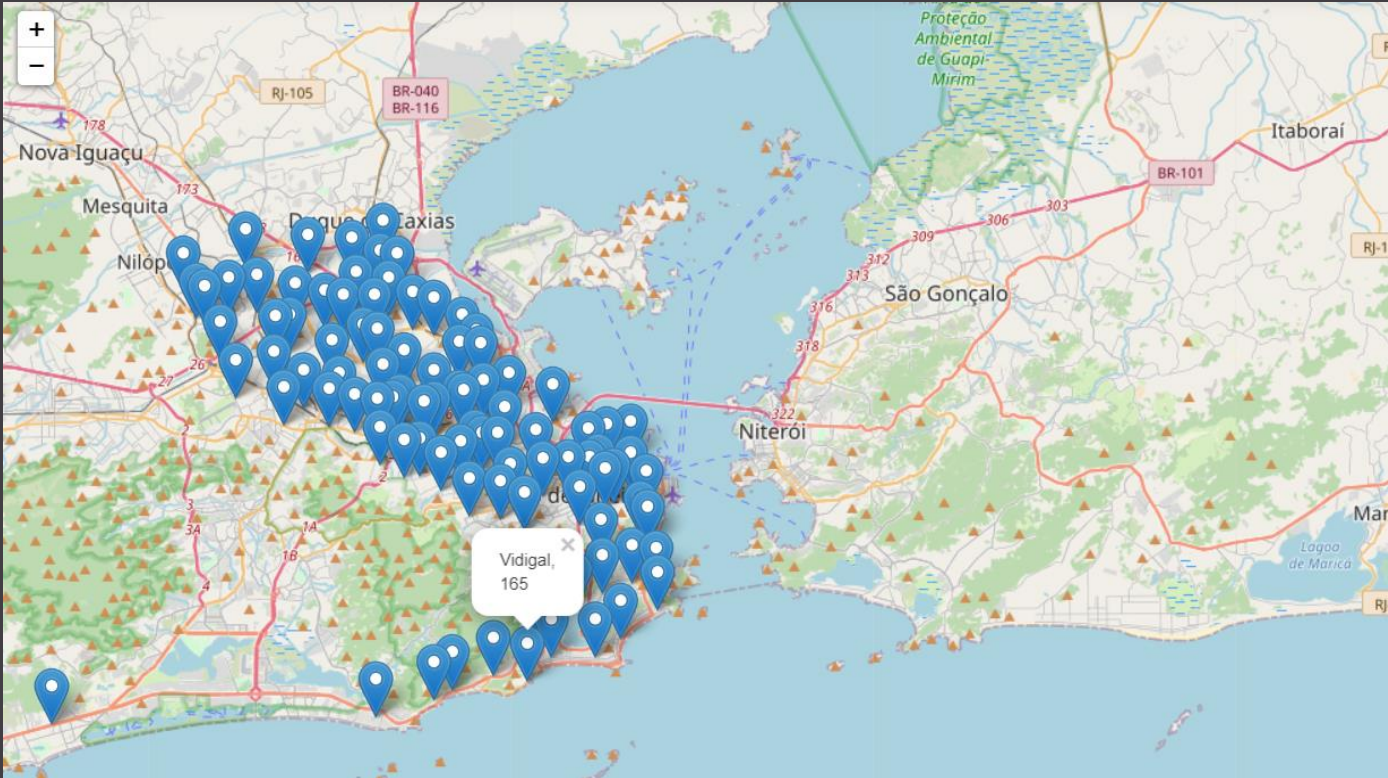 +
−
Proteção
Ambiental
de Guapi-
Mirim
RJ-105
BR-040
BR-116
178
Nova Iguaçu
Itaboraí
BR-101
173
Mesquita
303
306
309
Caxias
312
313
São Gonçalo
316
318
26
27
322
Niterói
2
2
3
3A
1A
1B
4
Vidigal,
165
×
Lagoa
de Maricá